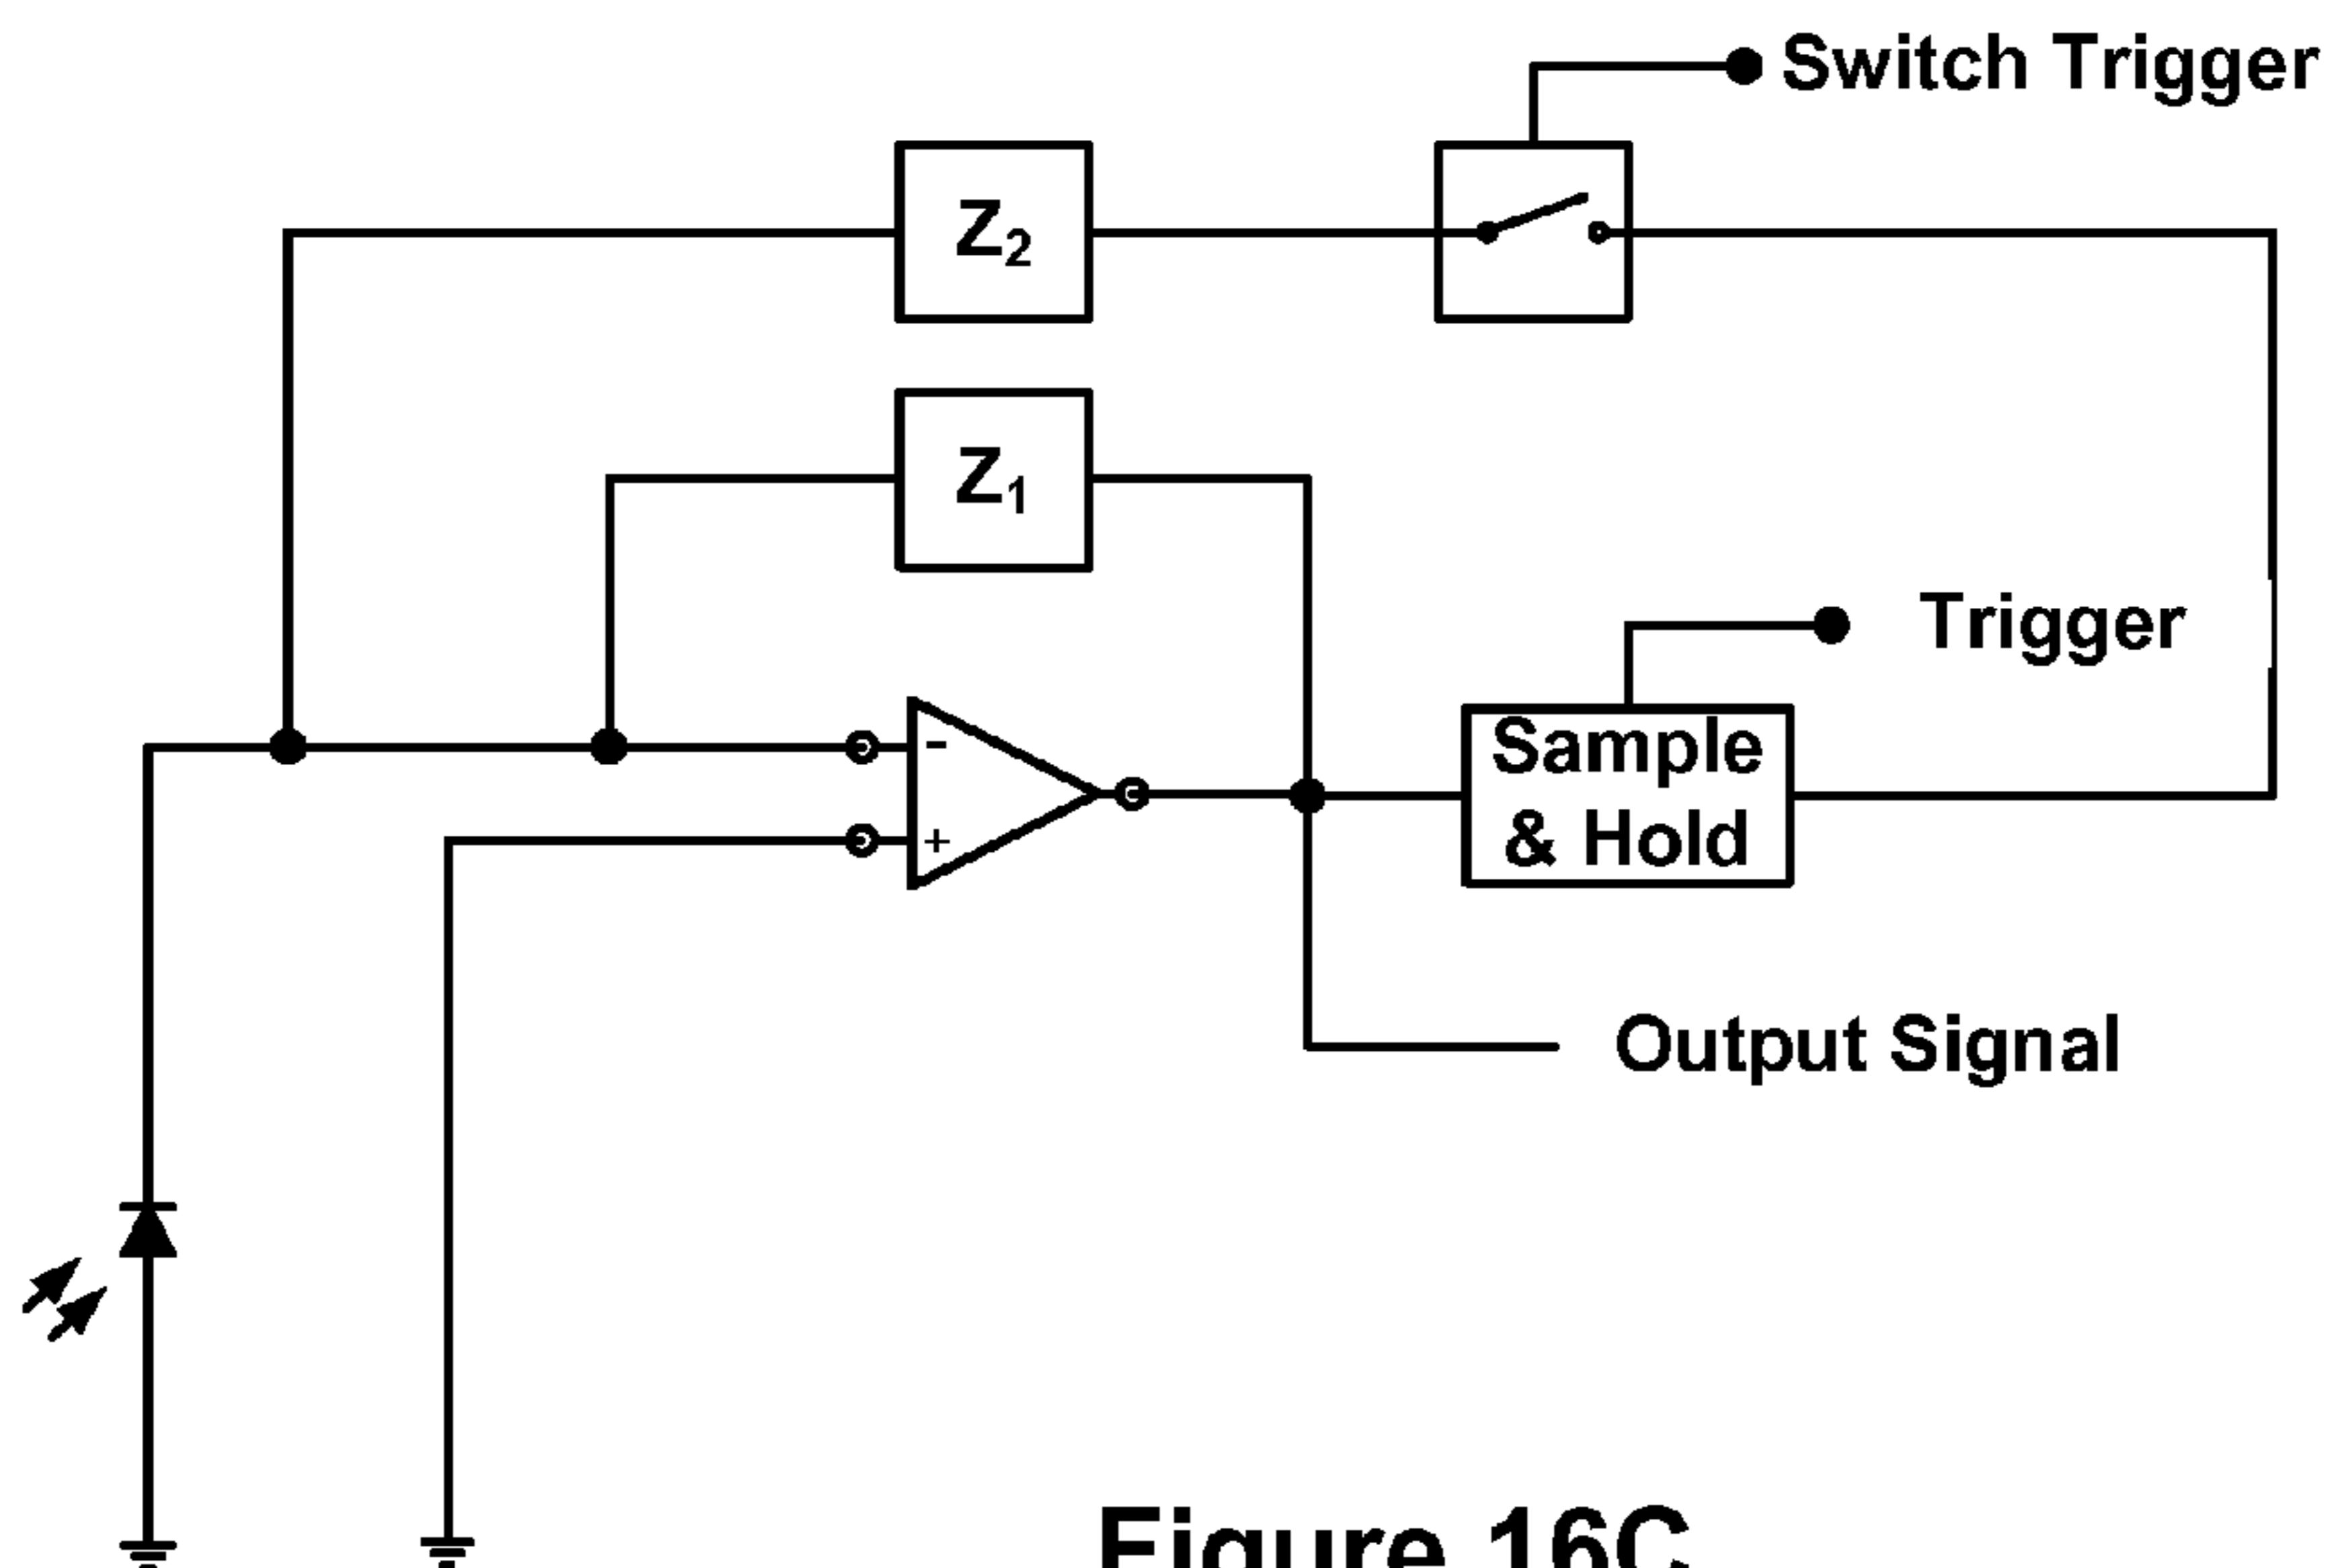 Switch Trigger
Z₂
Z₁
Trigger
-
+
Sample
& Hold
Output Signal
Figure 16C